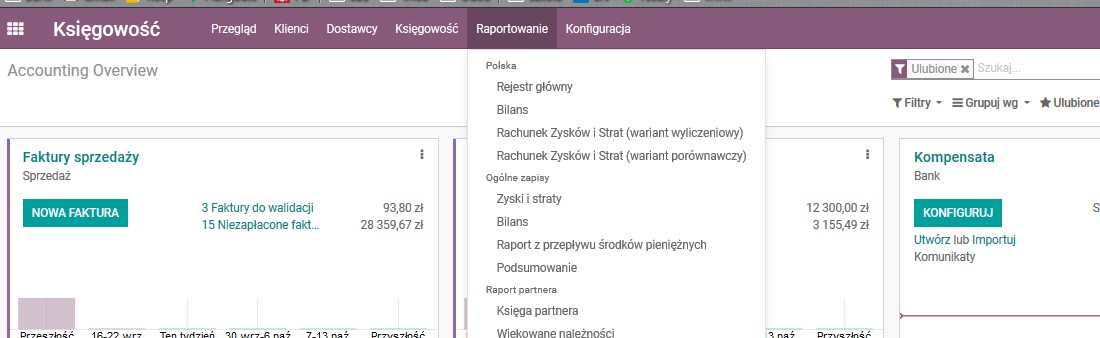 Księgowość Przegląd Klienci Dostawcy Księgowość Raportowanie Konfiguracja
Accounting Overview
Ulubione Szukaj...
Filtry Grupuj wg Ulubione
Polska
Rejestr główny
Bilans
Rachunek Zysków i Strat (wariant wyliczeniowy)
Rachunek Zysków i Strat (wariant porównawczy)
Ogólne zapisy
Zyski i straty
Bilans
Raport z przepływu środków pieniężnych
Podsumowanie
Raport partnera
Księga partnera
Wiekowane należności
Faktury sprzedaży
Sprzedaż
NOWA FAKTURA
3 Faktury do walidacji 93,80 zł
15 Niezapłacone fakt... 28 359,67 zł
Przeszłość 16-22 wrz Ten tydzień 30 wrz-6 paź 7-13 paź Przyszłość
12 300,00 zł
3 155,49 zł
3 paź Przyszłość
Kompensata
Bank
KONFIGURUJ
Utwórz lub Importuj
Komunikaty